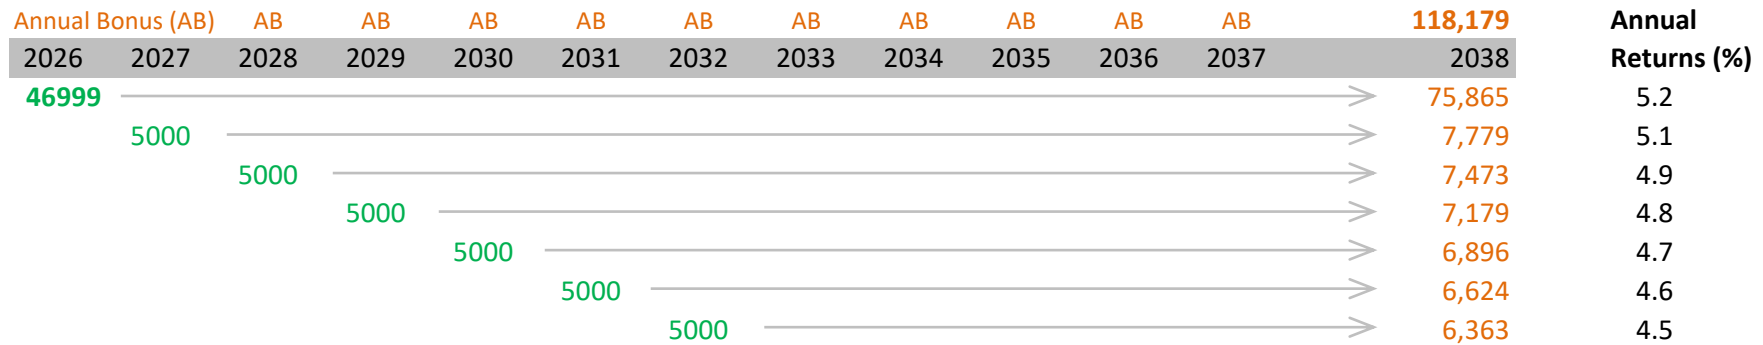 Annual Bonus (AB) AB AB AB AB AB AB AB AB AB AB 118,179 Annual
2026 2027 2028 2029 2030 2031 2032 2033 2034 2035 2036 2037 2038 Returns (%)
46999 75,865 5.2
5000 7,779 5.1
5000 7,473 4.9
5000 7,179 4.8
5000 6,896 4.7
5000 6,624 4.6
5000 6,363 4.5